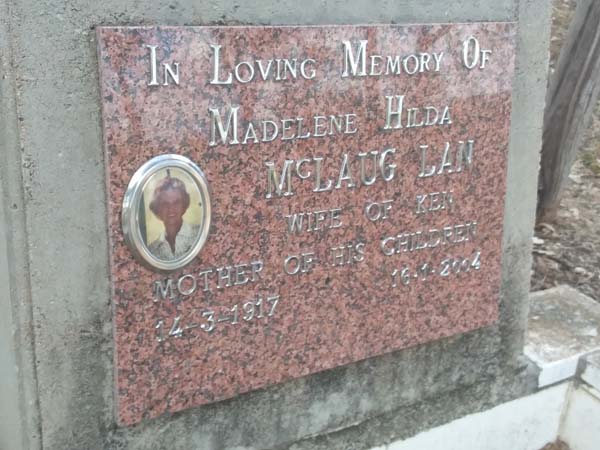 In Loving Memory Of
Madelene Hilda
McLAUG LAN
WIFE OF KEN
MOTHER OF HIS CHILDREN
14-3-1917 18-1-2004